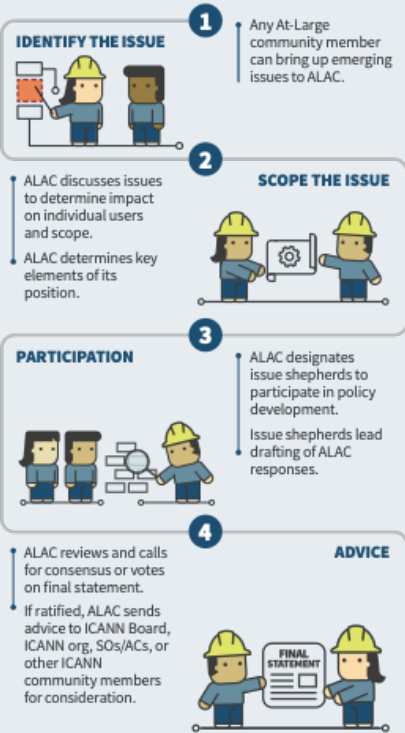 1
IDENTIFY THE ISSUE
Any At-Large
community member
can bring up emerging
issues to ALAC.
2
ALAC discusses issues
to determine impact
on individual users
and scope.
ALAC determines key
elements of its
position.
SCOPE THE ISSUE
3
PARTICIPATION
ALAC designates
issue shepherds to
participate in policy
development.
Issue shepherds lead
drafting of ALAC
responses.
4
ALAC reviews and calls
for consensus or votes
on final statement.
If ratified, ALAC sends
advice to ICANN Board,
ICANN org, SOs/ACs, or
other ICANN
community members
for consideration.
ADVICE
FINAL
STATEMENT